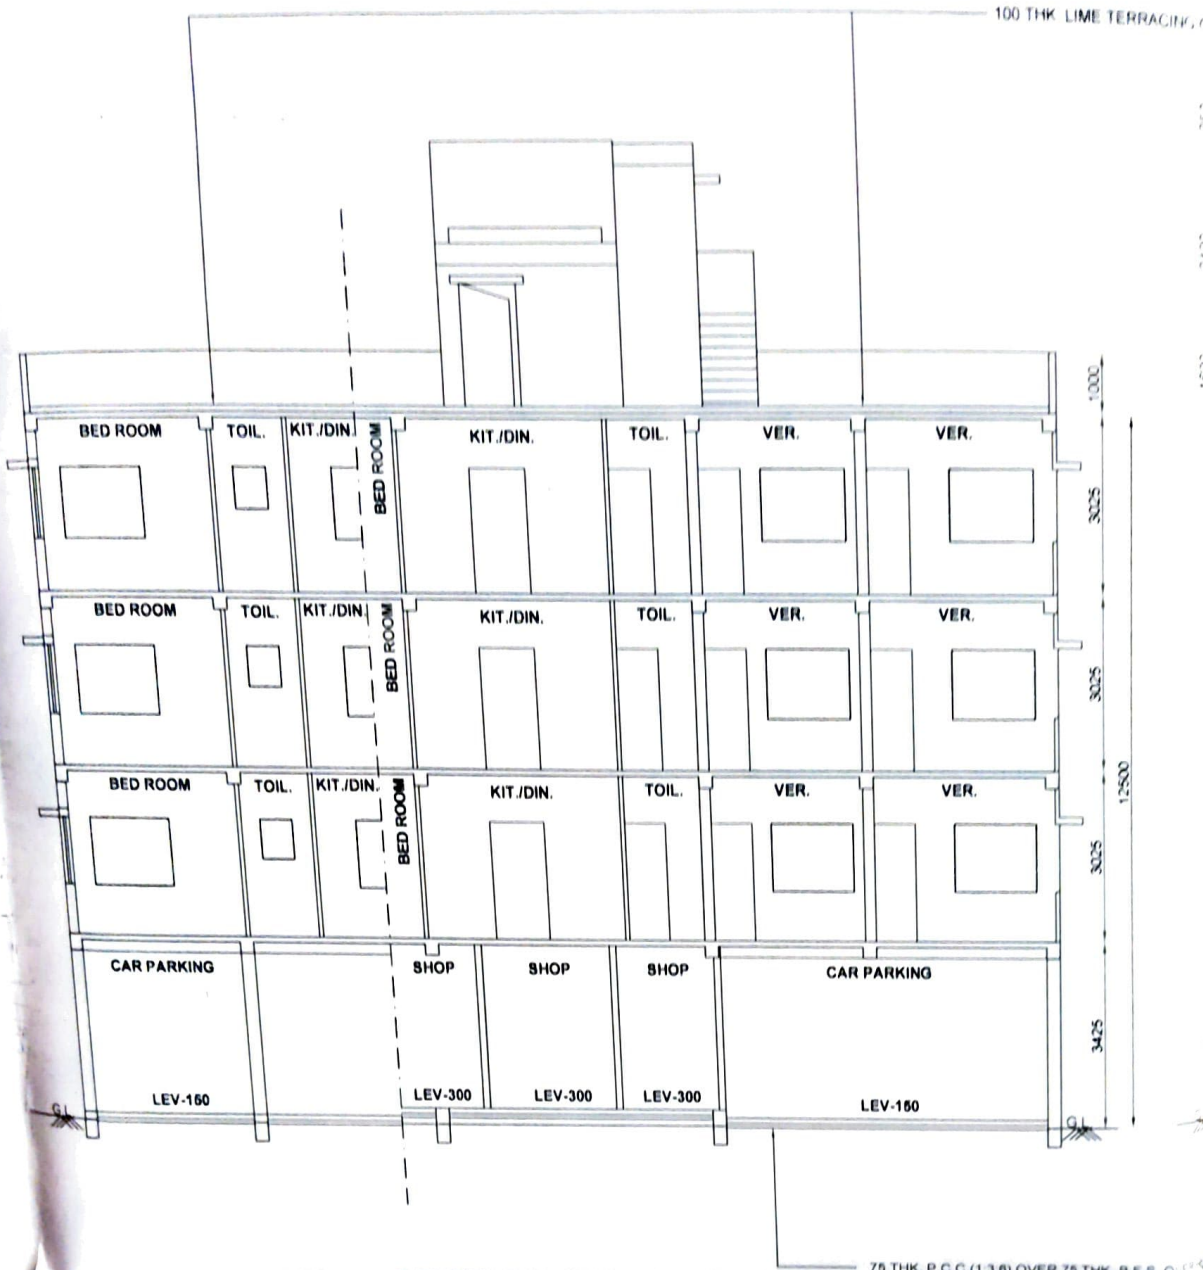 100 THK LIME TERRACING
1000
BED ROOM TOIL. KIT./DIN. BED ROOM KIT./DIN. TOIL. VER. VER.
3025
BED ROOM TOIL. KIT./DIN. BED ROOM KIT./DIN. TOIL. VER. VER.
3025
12500
BED ROOM TOIL. KIT./DIN. BED ROOM KIT./DIN. TOIL. VER. VER.
3025
CAR PARKING SHOP SHOP SHOP CAR PARKING
3425
LEV-150 LEV-300 LEV-300 LEV-300 LEV-150
G.L G.L
75 THK P.C.C (1:3:6) OVER 75 THK B.F.S.